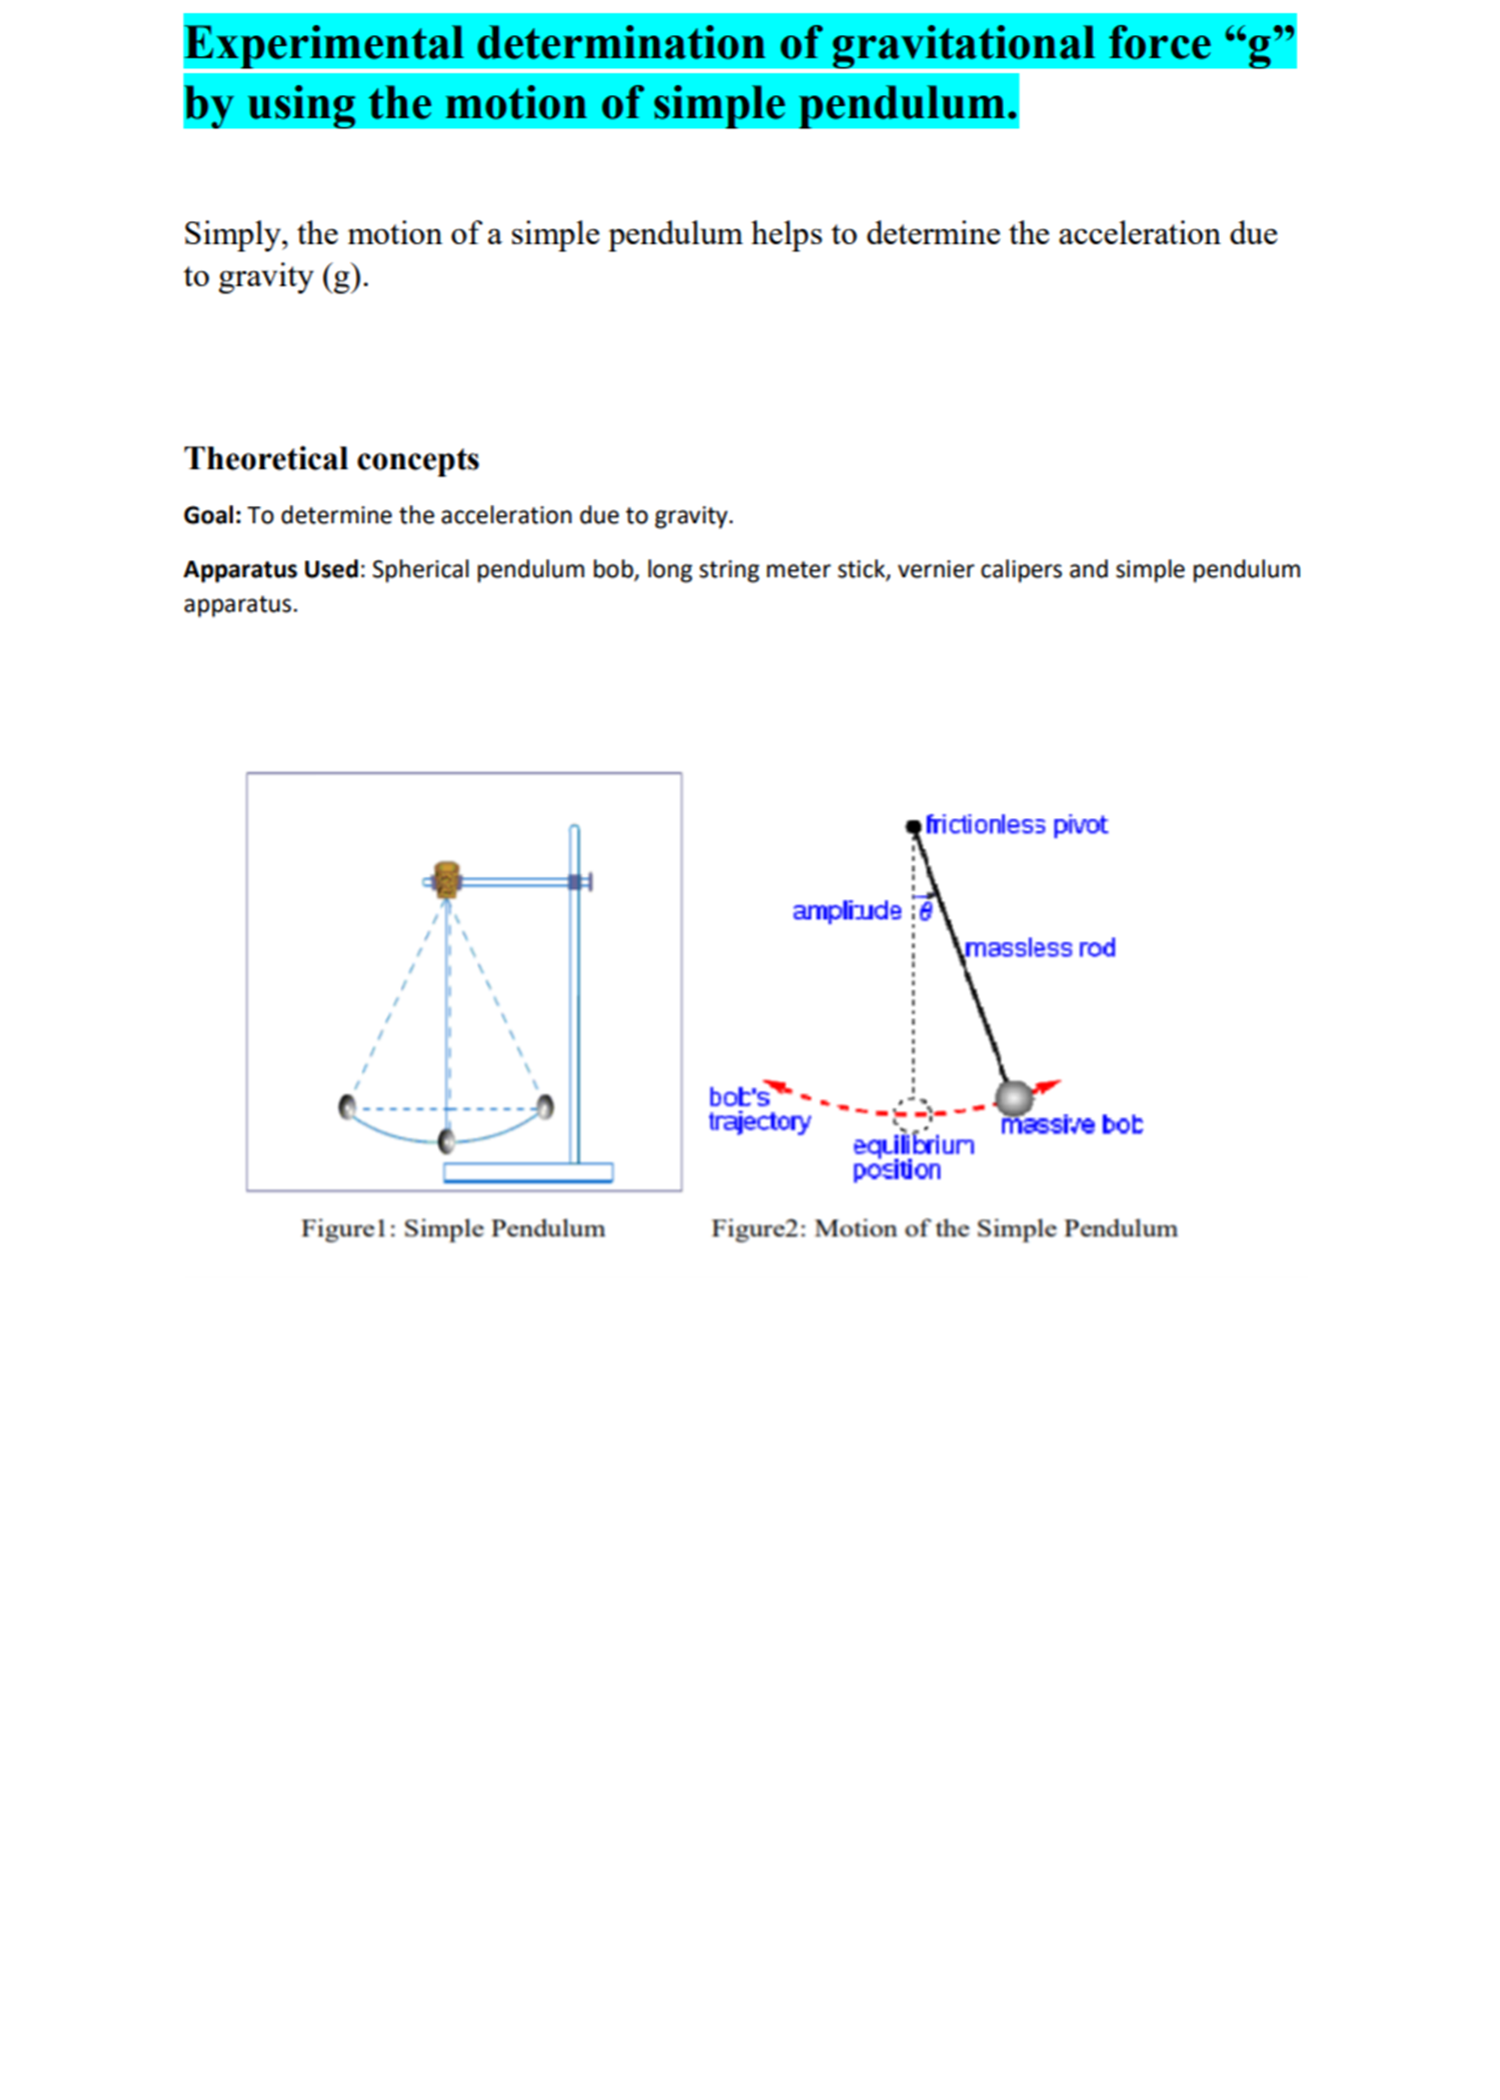 Experimental determination of gravitational force “g”
by using the motion of simple pendulum.
Simply, the motion of a simple pendulum helps to determine the acceleration due
to gravity (g).
Theoretical concepts
Goal: To determine the acceleration due to gravity.
Apparatus Used: Spherical pendulum bob, long string meter stick, vernier calipers and simple pendulum
apparatus.
frictionless pivot
amplitude θ
massless rod
bob's
trajectory
massive bob
equilibrium
position
Figure1: Simple Pendulum
Figure2: Motion of the Simple Pendulum